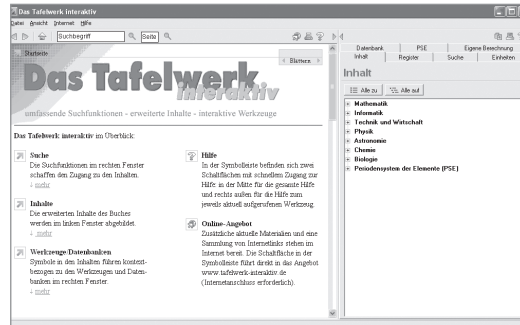 Das Tafelwerk interaktiv
Datei Ansicht Internet Hilfe
Suchbegriff Seite
Startseite
Blättern
Das Tafelwerk
interaktiv
umfassende Suchfunktionen - erweiterte Inhalte - interaktive Werkzeuge
Das Tafelwerk interaktiv im Überblick:
Suche
Die Suchfunktionen im rechten Fenster
schaffen den Zugang zu den Inhalten.
↓ mehr
Inhalte
Die erweiterten Inhalte des Buches
werden im linken Fenster abgebildet.
↓ mehr
Werkzeuge/Datenbanken
Symbole in den Inhalten führen kontext-
bezogen zu den Werkzeugen und Daten-
banken im rechten Fenster.
↓ mehr
Hilfe
In der Symbolleiste befinden sich zwei
Schaltflächen mit schnellem Zugang zur
Hilfe: in der Mitte für die gesamte Hilfe
und rechts außen für die Hilfe zum
jeweils aktuell aufgerufenen Werkzeug.
Online-Angebot
Zusätzliche aktuelle Materialien und eine
Sammlung von Internetlinks stehen im
Internet bereit. Die Schaltfläche in der
Symbolleiste führt direkt in das Angebot
www.tafelwerk-interaktiv.de
(Internetanschluss erforderlich).
Datenbank PSE Eigene Berechnung
Inhalt Register Suche Einheiten
Inhalt
Alle zu Alle auf
Mathematik
Informatik
Technik und Wirtschaft
Physik
Astronomie
Chemie
Biologie
Periodensystem der Elemente (PSE)